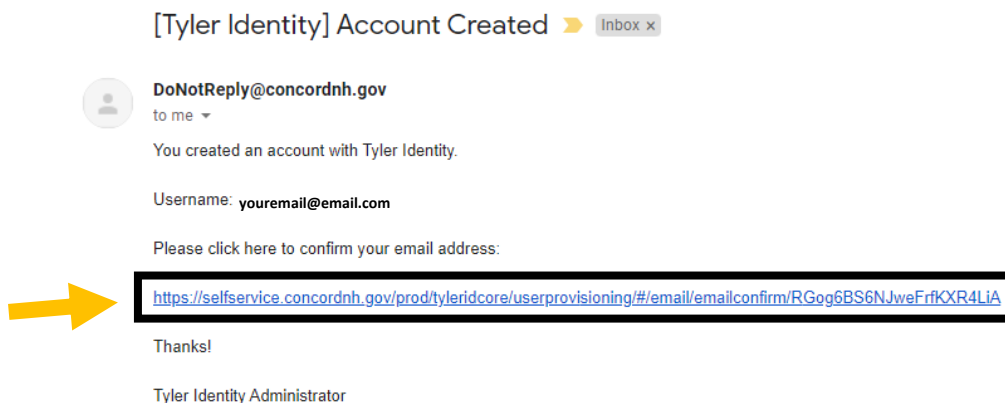 [Tyler Identity] Account Created Inbox x
DoNotReply@concordnh.gov
to me
You created an account with Tyler Identity.
Username: youremail@email.com
Please click here to confirm your email address:
https://selfservice.concordnh.gov/prod/tyleridcore/userprovisioning/#/email/emailconfirm/RGog6BS6NJweFrfKXR4LiA
Thanks!
Tyler Identity Administrator